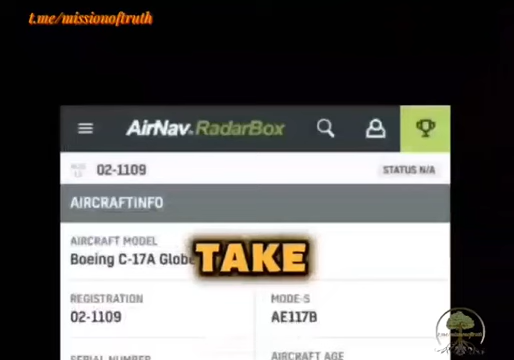 t.me/missionoftruth
AirNav RadarBox
02-1109
STATUS N/A
AIRCRAFTINFO
AIRCRAFT MODEL
Boeing C-17A Globe
TAKE
REGISTRATION
MODE-S
02-1109
AE117B
SERIAL NUMBER
AIRCRAFT AGE